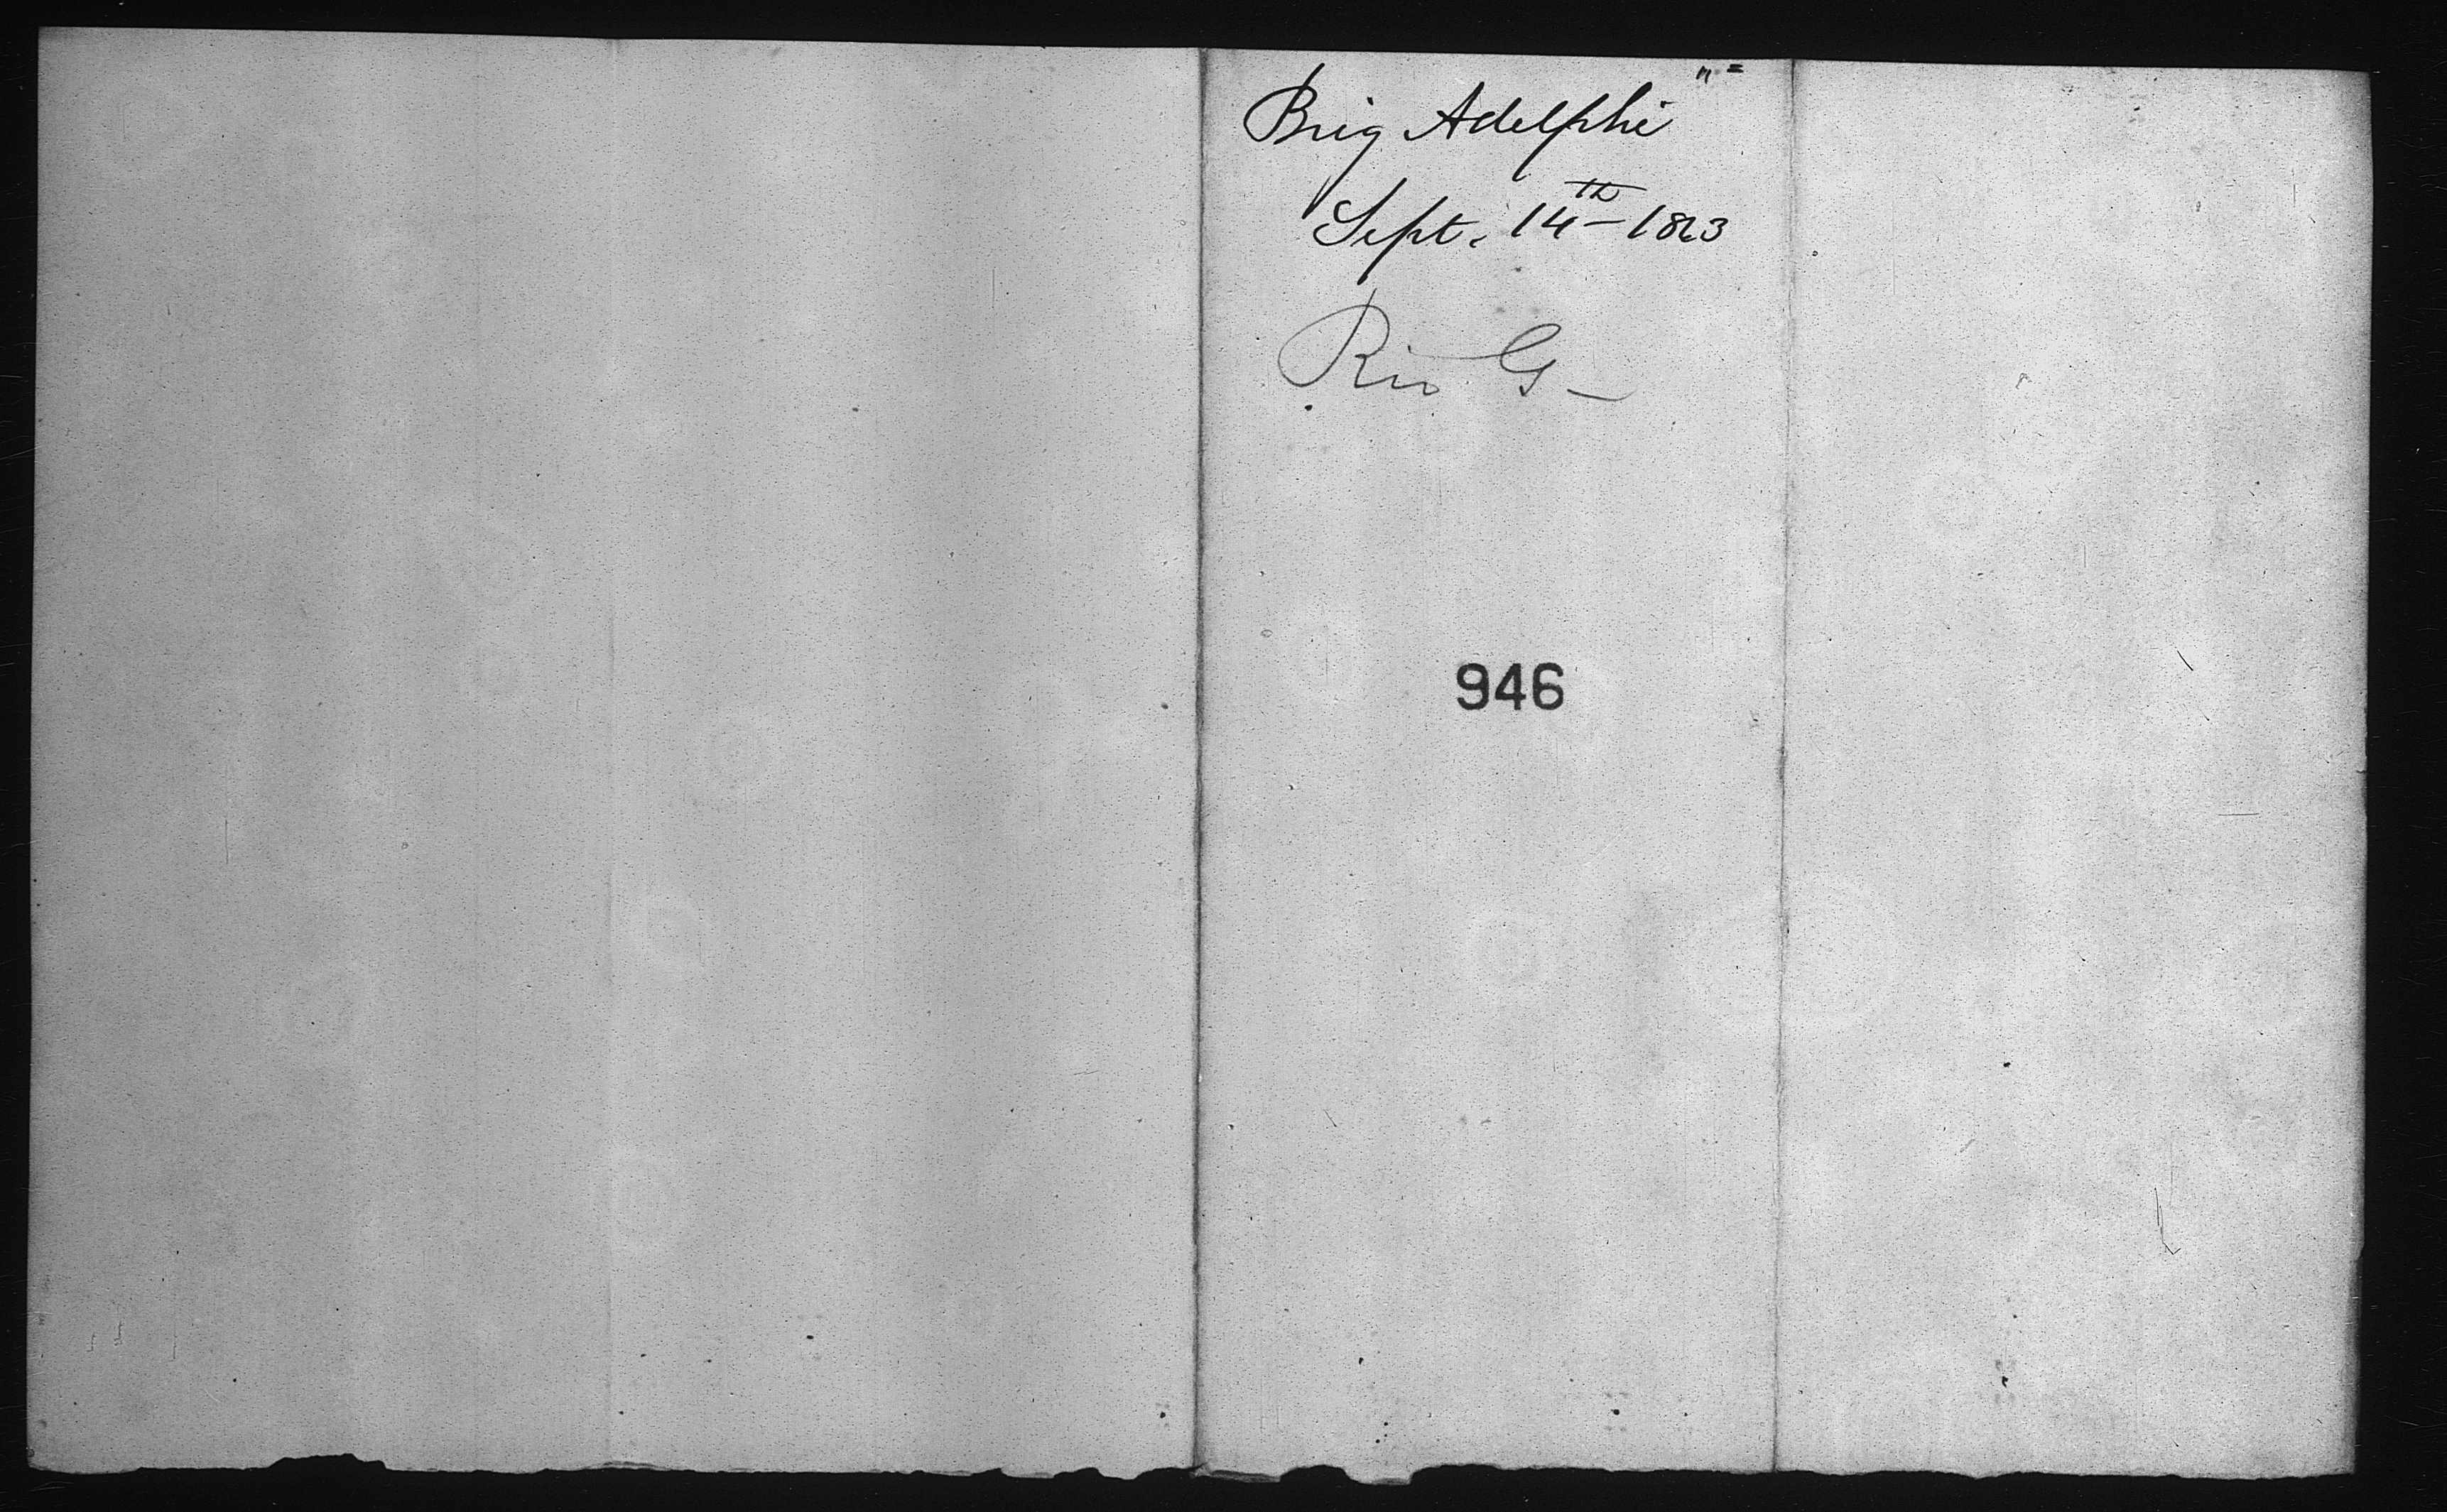 Brig Adelphi
Sept. 14th - 1823
Rio G -
946